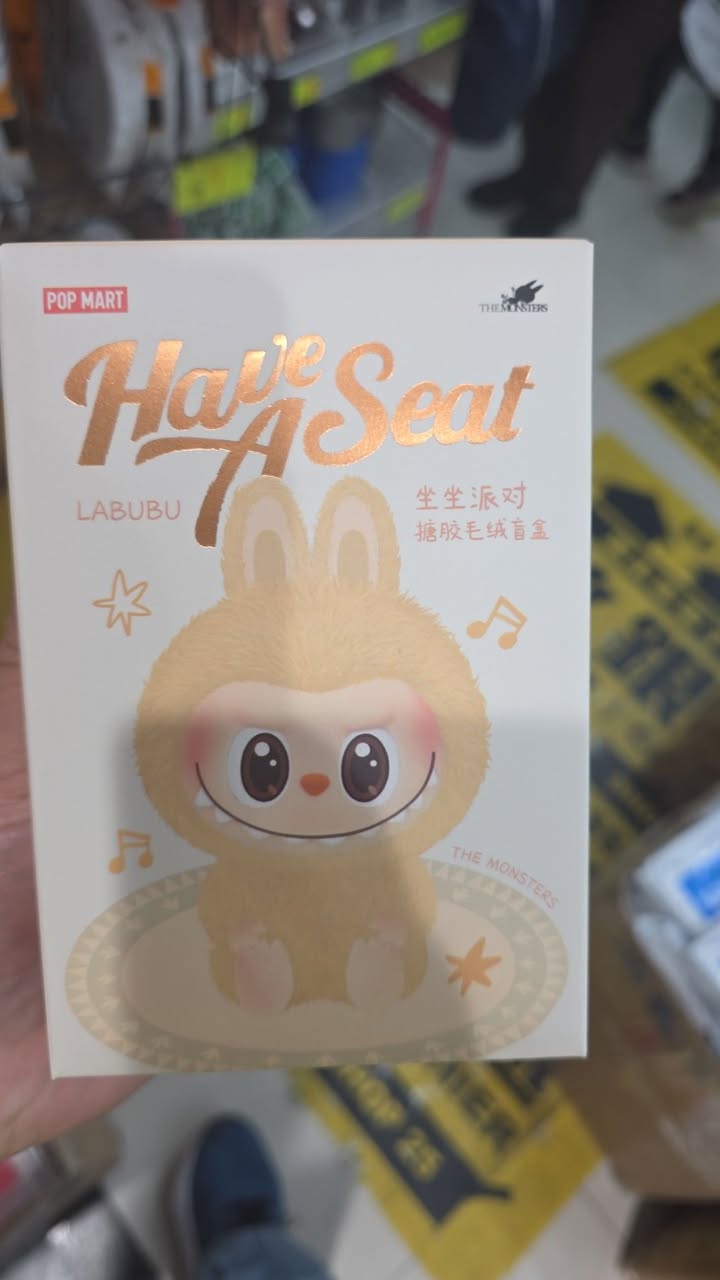 POP MART
THE MONSTERS
Have A Seat
LABUBU
坐坐派对
搪胶毛绒盲盒
THE MONSTERS
25